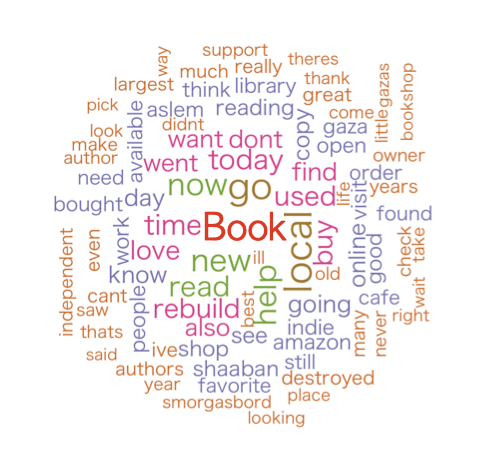 way
support
theres
much really
largest
think library
thank
great
gazas
bookshop
pick
aslem reading
copy
come
little
didnt
available
look
make
author
want dont
gaza
open
owner
went today
find
order
years
need
now go
used
life
visit
bought day
found
time Book
local
buy
online
good
check
take
independent
even
work
love
new
ill
old
know
read
help
going
cafe
wait
cant
rebuild
best
indie
many
never
right
saw
people
also
see
amazon
thats
said
ive shop
still
authors
shaaban
destroyed
year
favorite
place
smorgasbord
looking